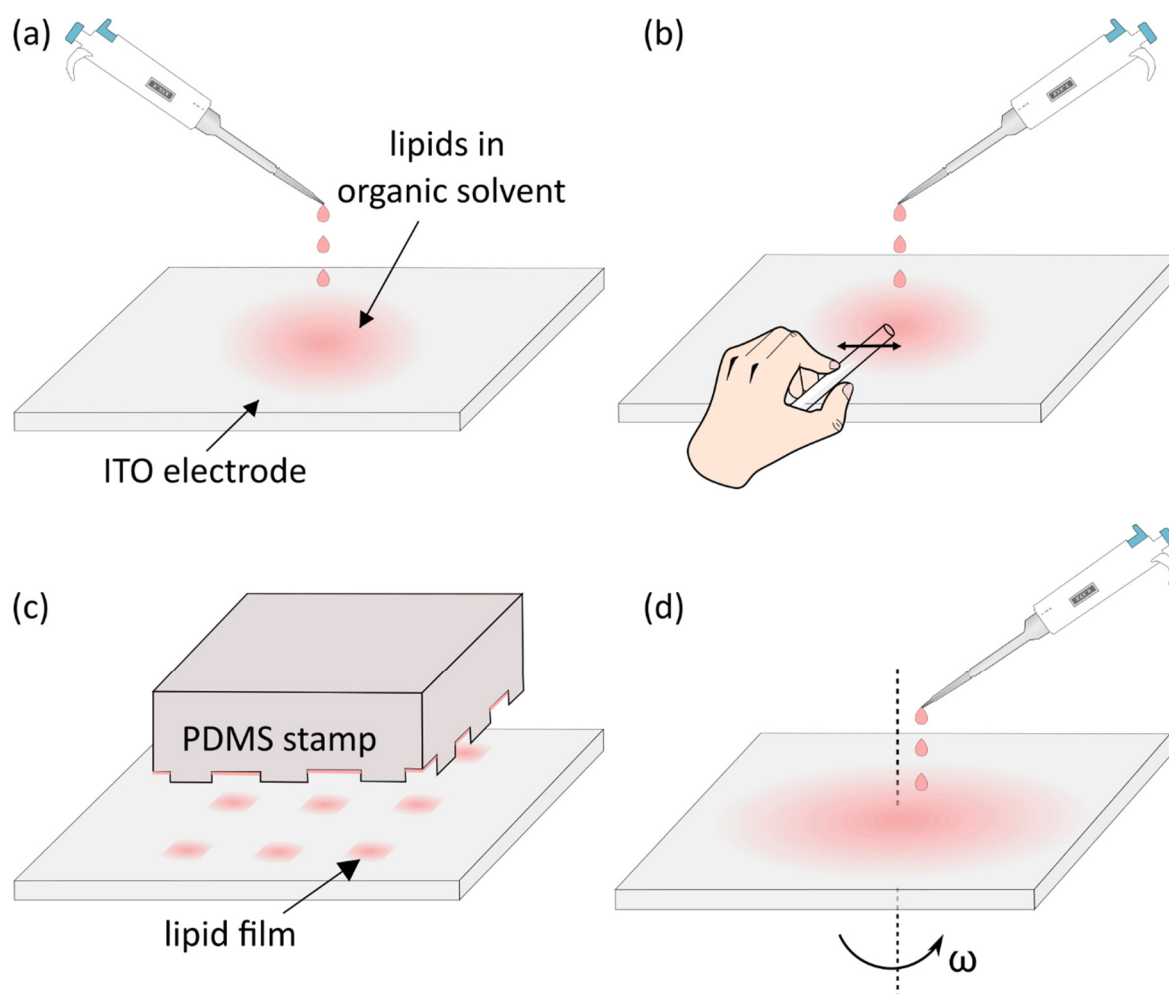 (a)
lipids in
organic solvent
ITO electrode
(b)
(c)
PDMS stamp
lipid film
(d)
ω